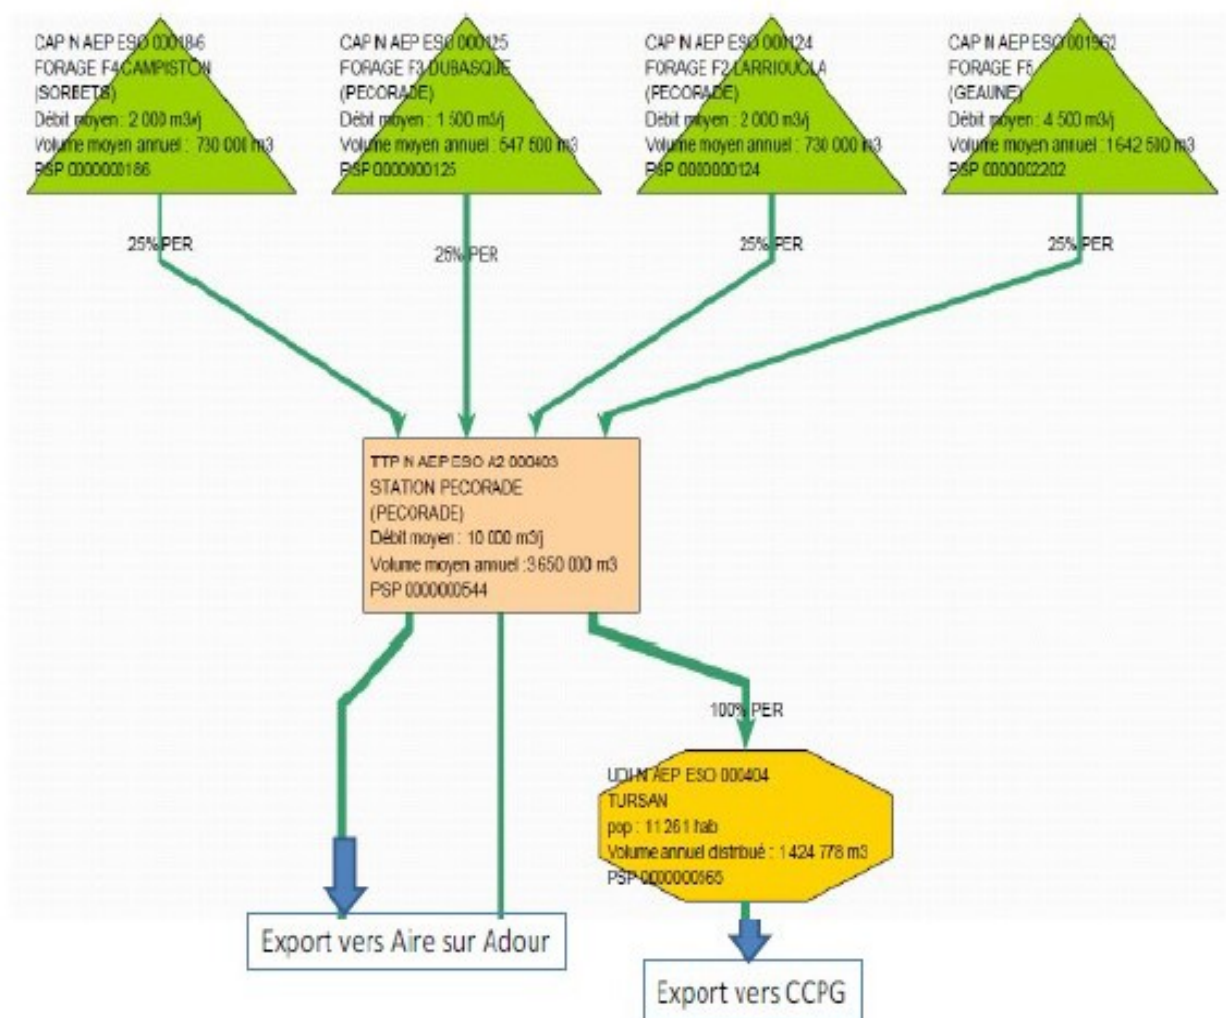 CAP N AEP ESO 000186
FORAGE F4 CAMPISTON
(SORBETS)
Débit moyen : 2 000 m3/j
Volume moyen annuel : 730 000 m3
PSP 0000000186
CAP N AEP ESO 000125
FORAGE F3 DUBASQUE
(PECORADE)
Débit moyen : 1 500 m3/j
Volume moyen annuel : 547 500 m3
PSP 0000000125
CAP N AEP ESO 000124
FORAGE F2 LARRIOUCLA
(PECORADE)
Débit moyen : 2 000 m3/j
Volume moyen annuel : 730 000 m3
PSP 0000000124
CAP N AEP ESO 001962
FORAGE F5
(GEAUNE)
Débit moyen : 4 500 m3/j
Volume moyen annuel : 1642 500 m3
PSP 0000002202
25% PER
25% PER
25% PER
25% PER
TTP N AEP ESO A2 000403
STATION PECORADE
(PECORADE)
Débit moyen : 10 000 m3/j
Volume moyen annuel :3650 000 m3
PSP 0000000544
100% PER
UDI N AEP ESO 000404
TURSAN
pop : 11 261 hab
Volume annuel distribué : 1 424 778 m3
PSP
Export vers Aire sur Adour
Export vers CCPG